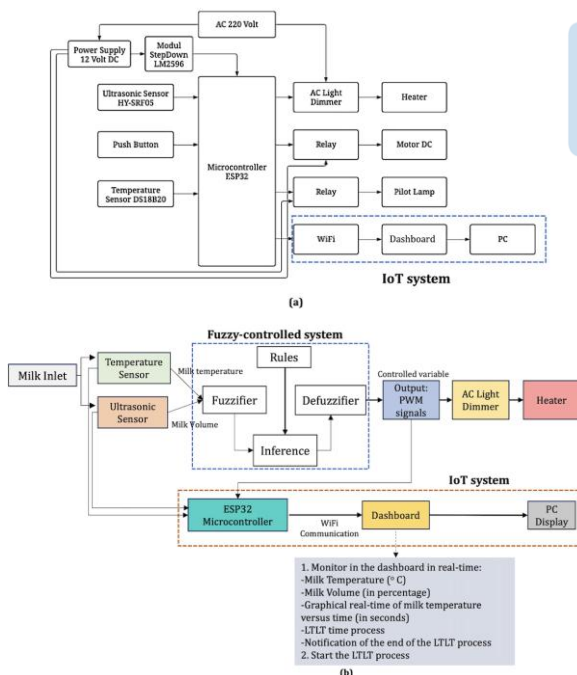 AC 220 Volt
Power Supply
12 Volt DC
Modul
StepDown
LM2596
Ultrasonic Sensor
HY-SRF05
AC Light
Dimmer
Heater
Push Button
Microcontroller
ESP32
Relay
Motor DC
Temperature
Sensor DS18B20
Relay
Pilot Lamp
WiFi
Dashboard
PC
IoT system
(a)
Fuzzy-controlled system
Milk Inlet
Temperature
Sensor
Ultrasonic
Sensor
Milk temperature
Milk Volume
Rules
Fuzzifier
Inference
Defuzzifier
Controlled variable
Output:
PWM
signals
AC Light
Dimmer
Heater
IoT system
ESP32
Microcontroller
WiFi
Communication
Dashboard
PC
Display
1. Monitor in the dashboard in real-time:
-Milk Temperature (° C)
-Milk Volume (in percentage)
-Graphical real-time of milk temperature
versus time (in seconds)
-LTLT time process
-Notification of the end of the LTLT process
2. Start the LTLT process
(b)